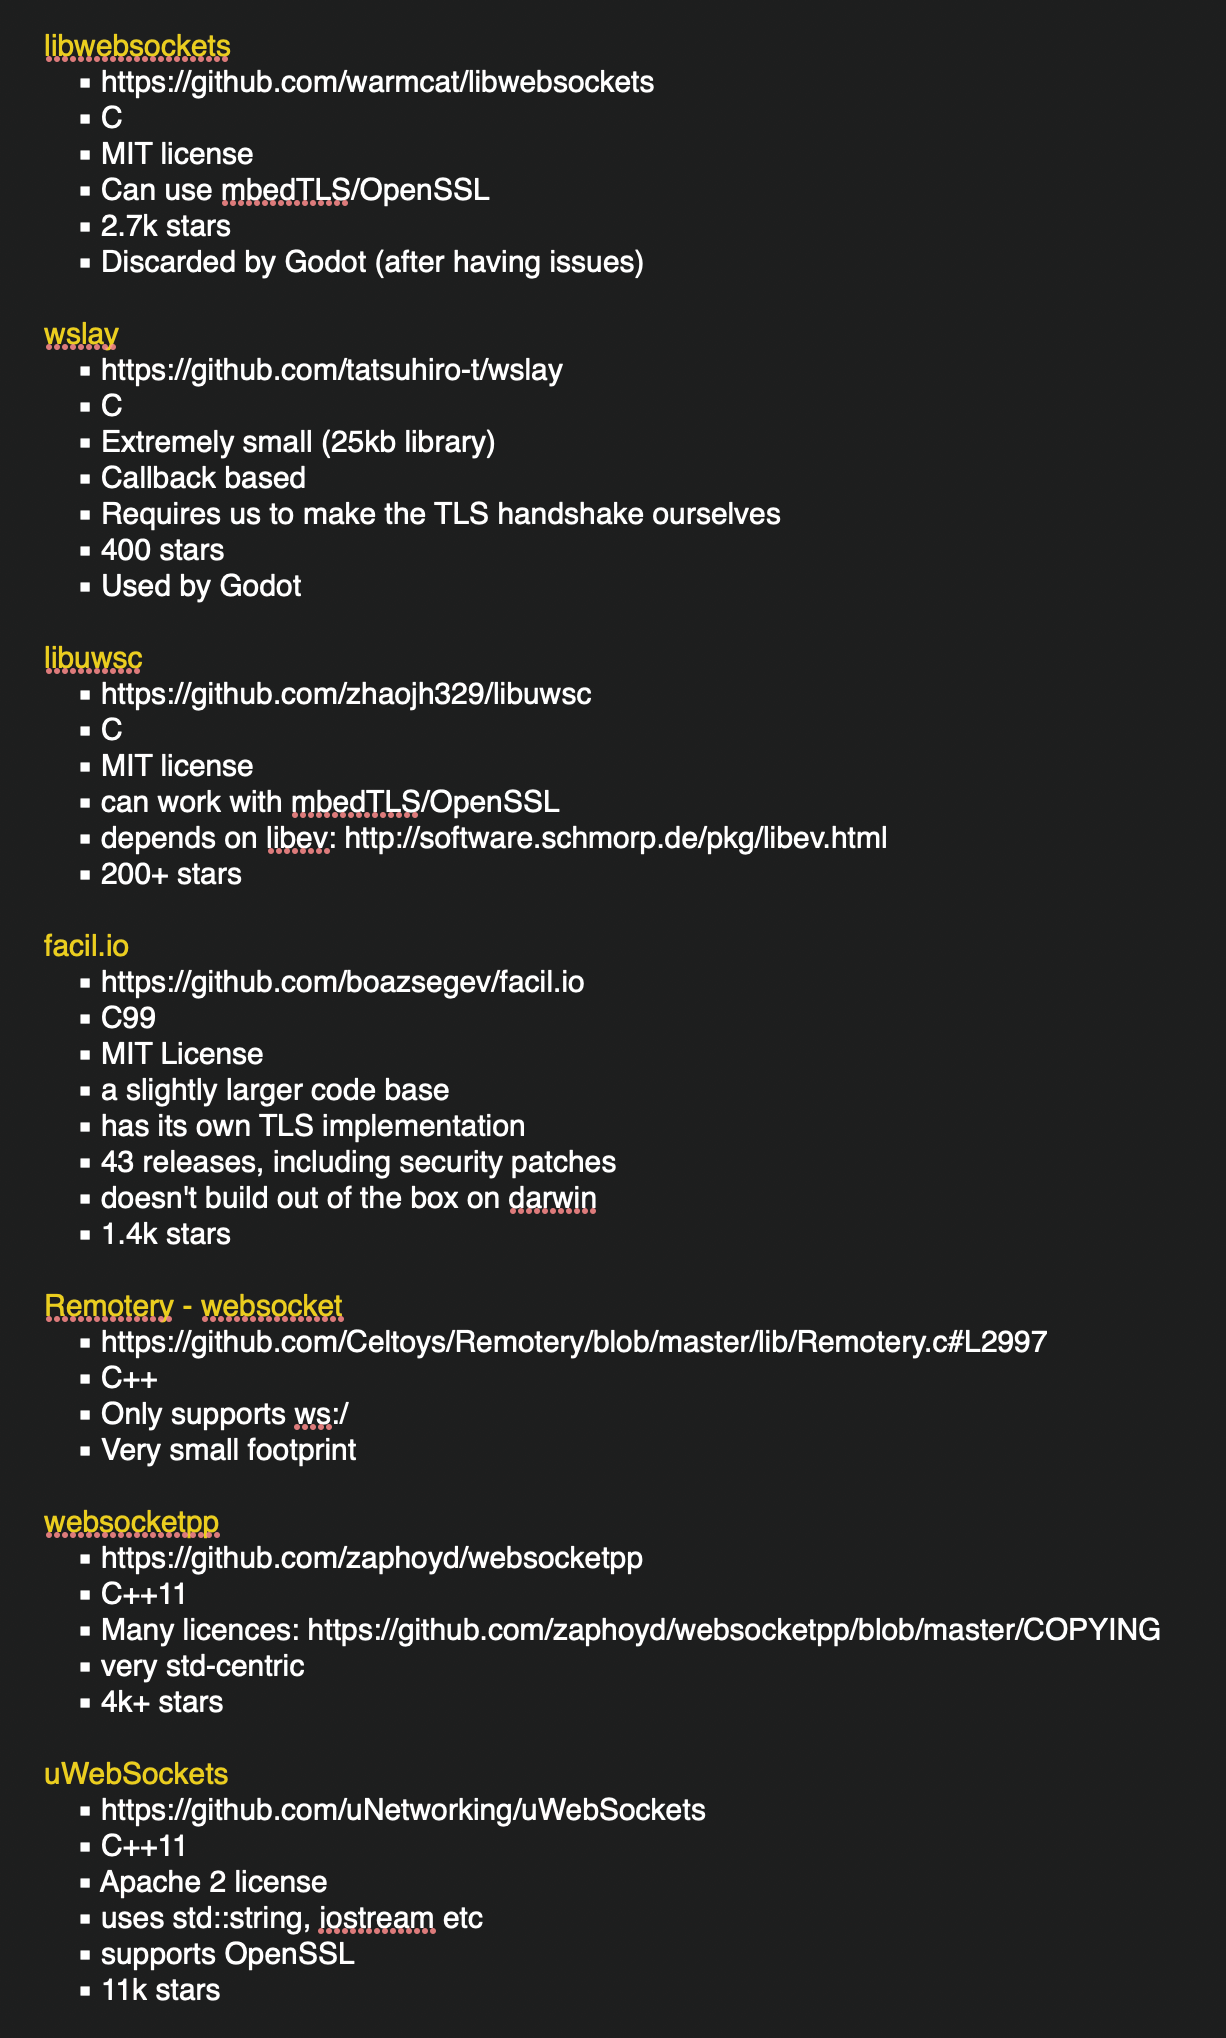 libwebsockets
▪ https://github.com/warmcat/libwebsockets
▪ C
▪ MIT license
▪ Can use mbedTLS/OpenSSL
▪ 2.7k stars
▪ Discarded by Godot (after having issues)
wslay
▪ https://github.com/tatsuhiro-t/wslay
▪ C
▪ Extremely small (25kb library)
▪ Callback based
▪ Requires us to make the TLS handshake ourselves
▪ 400 stars
▪ Used by Godot
libuwsc
▪ https://github.com/zhaojh329/libuwsc
▪ C
▪ MIT license
▪ can work with mbedTLS/OpenSSL
▪ depends on libev: http://software.schmorp.de/pkg/libev.html
▪ 200+ stars
facil.io
▪ https://github.com/boazsegev/facil.io
▪ C99
▪ MIT License
▪ a slightly larger code base
▪ has its own TLS implementation
▪ 43 releases, including security patches
▪ doesn't build out of the box on darwin
▪ 1.4k stars
Remotery - websocket
▪ https://github.com/Celtoys/Remotery/blob/master/lib/Remotery.c#L2997
▪ C++
▪ Only supports ws:/
▪ Very small footprint
websocketpp
▪ https://github.com/zaphoyd/websocketpp
▪ C++11
▪ Many licences: https://github.com/zaphoyd/websocketpp/blob/master/COPYING
▪ very std-centric
▪ 4k+ stars
uWebSockets
▪ https://github.com/uNetworking/uWebSockets
▪ C++11
▪ Apache 2 license
▪ uses std::string, iostream etc
▪ supports OpenSSL
▪ 11k stars